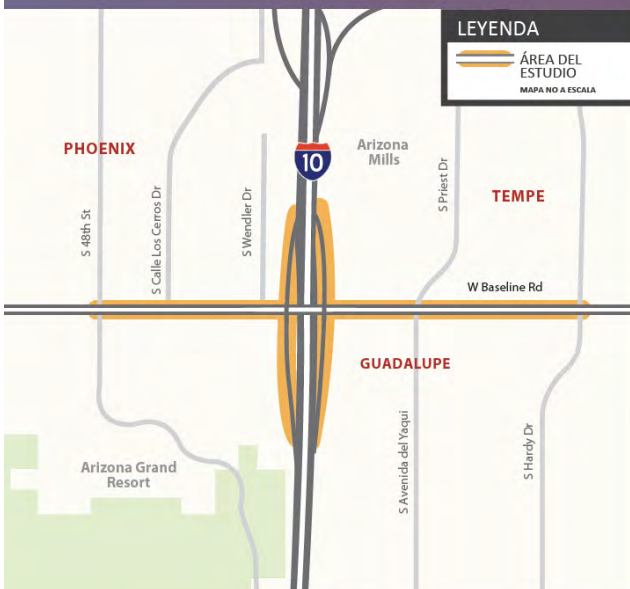 LEYENDA
ÁREA DEL
ESTUDIO
MAPA NO A ESCALA
PHOENIX
Arizona
Mills
10
TEMPE
S 48th St
S Calle Los Cerros Dr
S Wendler Dr
S Priest Dr
W Baseline Rd
GUADALUPE
Arizona Grand
Resort
S Avenida del Yaqui
S Hardy Dr